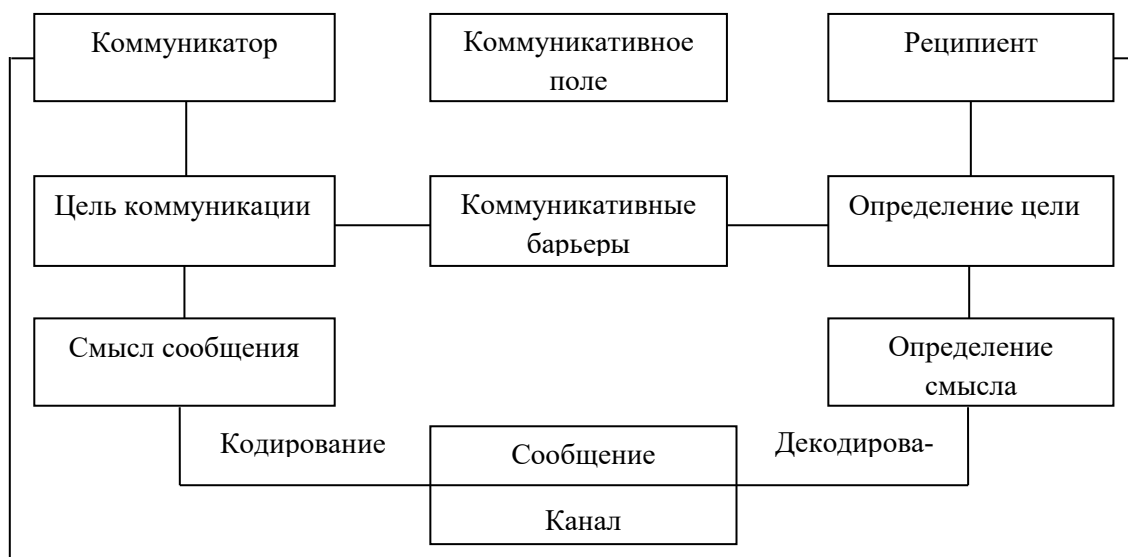 Коммуникатор
Коммуникативное
поле
Реципиент
Цель коммуникации
Коммуникативные
барьеры
Определение цели
Смысл сообщения
Определение
смысла
Кодирование
Сообщение
Декодирова-
Канал